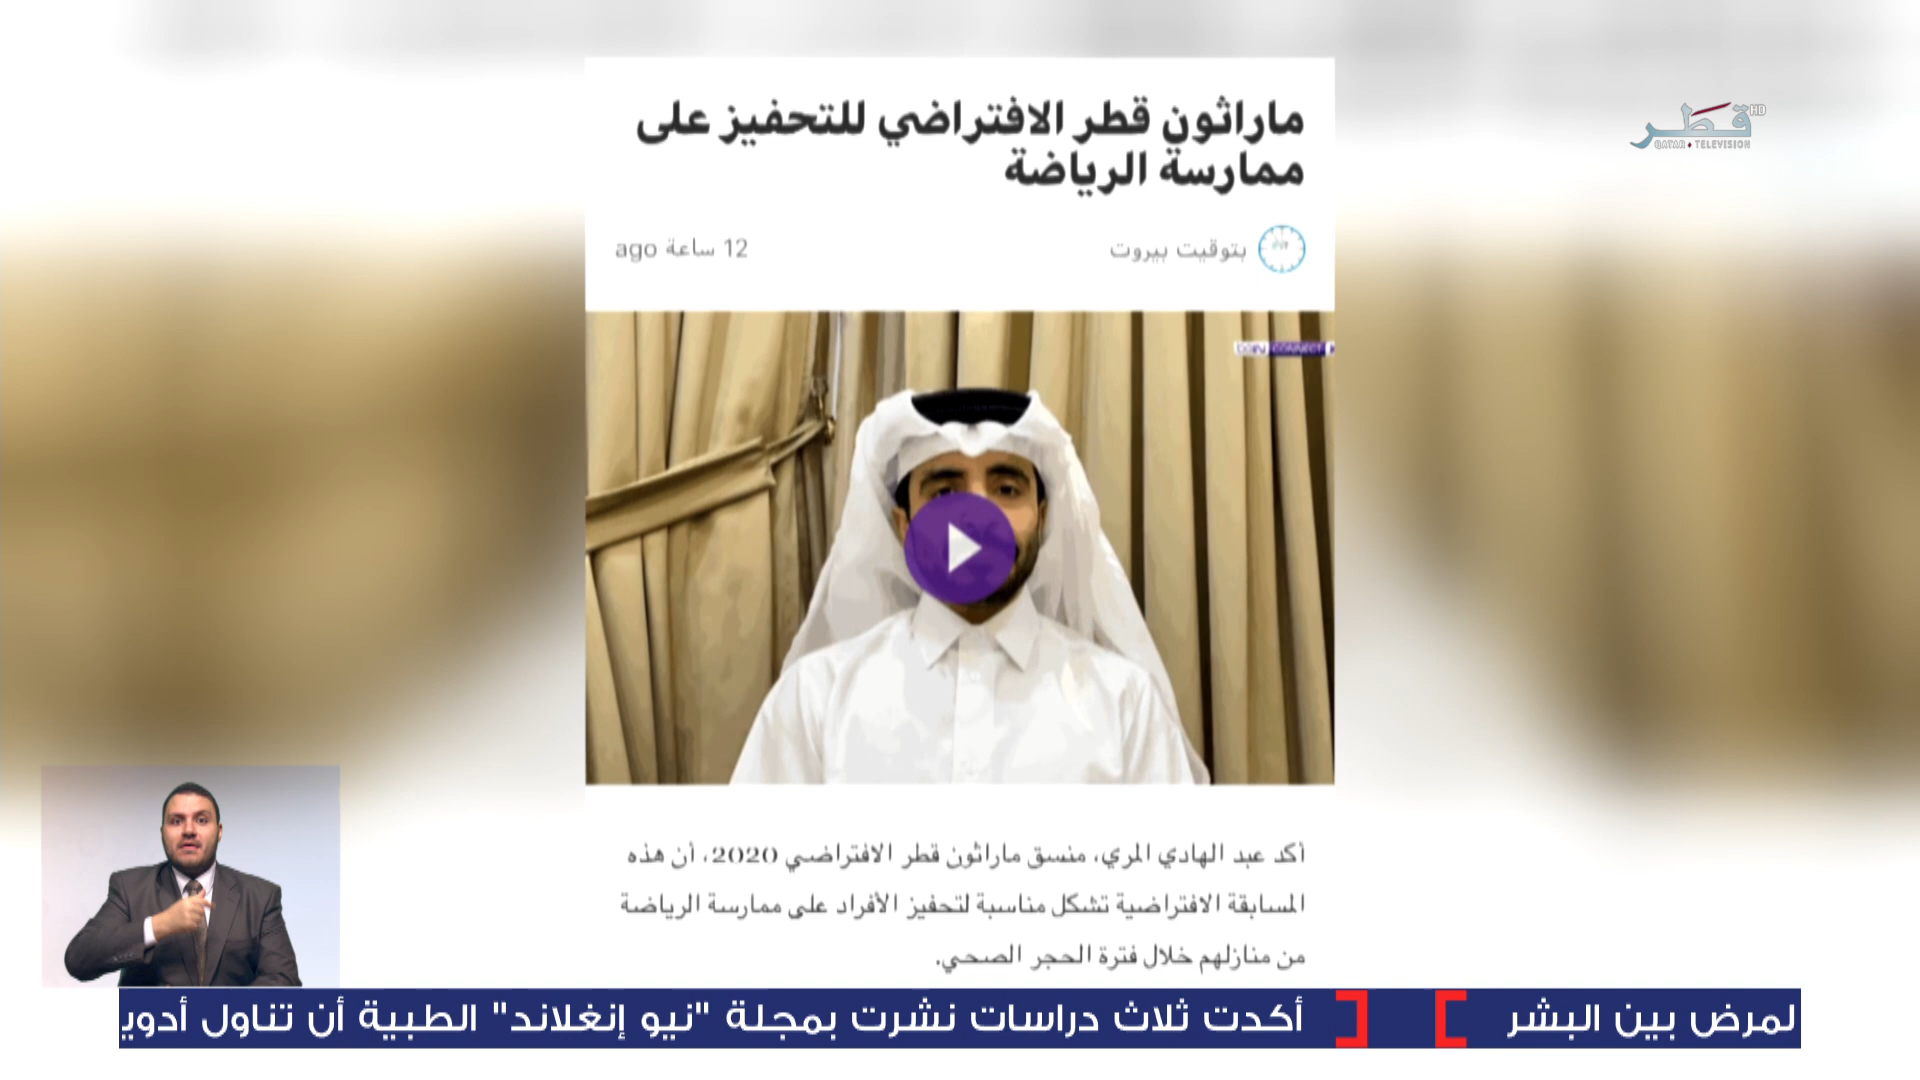 ماراثون قطر الافتراضي للتحفيز على
ممارسة الرياضة
قطر HD
QATAR TELEVISION
بتوقيت بيروت
12 ساعة ago
beIN CONNECT
أكد عبد الهادي المري، منسق ماراثون قطر الافتراضي 2020، أن هذه
المسابقة الافتراضية تشكل مناسبة لتحفيز الأفراد على ممارسة الرياضة
من منازلهم خلال فترة الحجر الصحي.
لمرض بين البشر
أكدت ثلاث دراسات نشرت بمجلة "نيو إنغلاند" الطبية أن تناول أدوي